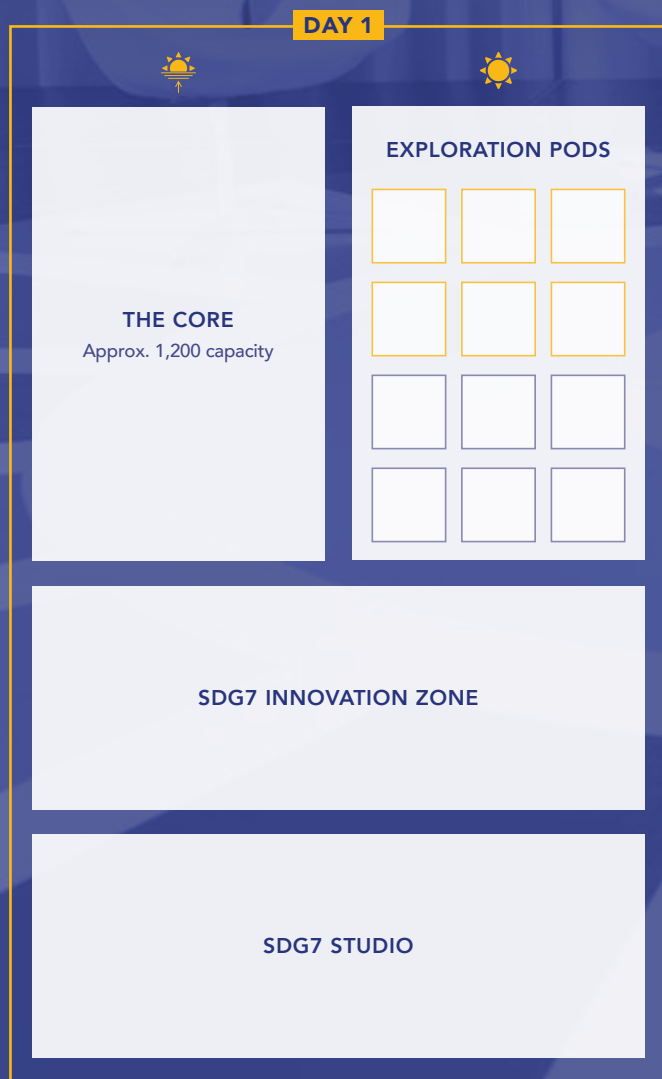 DAY 1
THE CORE
Approx. 1,200 capacity
EXPLORATION PODS
SDG7 INNOVATION ZONE
SDG7 STUDIO